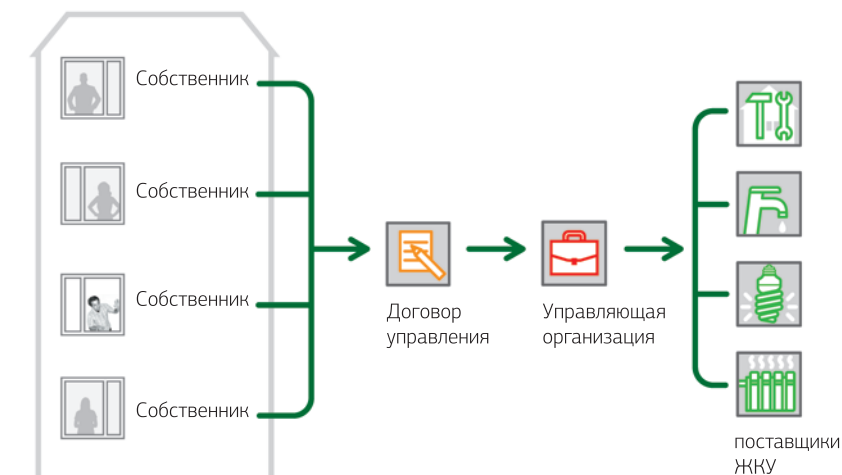 Собственник
Собственник
Собственник
Собственник
Договор
управления
Управляющая
организация
поставщики
ЖКУ